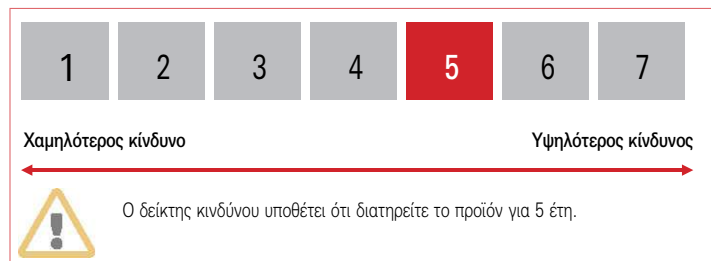 1 2 3 4 5 6 7
Χαμηλότερος κίνδυνο Υψηλότερος κίνδυνος
Ο δείκτης κινδύνου υποθέτει ότι διατηρείτε το προϊόν για 5 έτη.